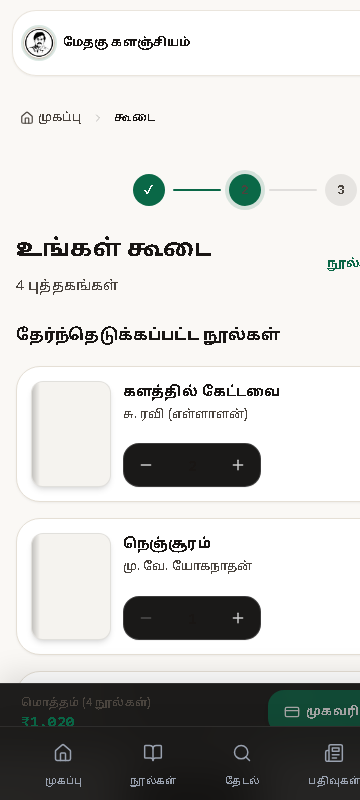 மேதகு களஞ்சியம்
முகப்பு › கூடை
✓ 3
உங்கள் கூடை
நூல்
4 புத்தகங்கள்
தேர்ந்தெடுக்கப்பட்ட நூல்கள்
களத்தில் கேட்டவை
சு. ரவி (எள்ளாளன்)
− +
நெஞ்சூரம்
மு. வே. யோகநாதன்
− +
மொத்தம் (4 நூல்கள்)
₹1,020
முகவரி
முகப்பு நூல்கள் தேடல் பதிவுகள்